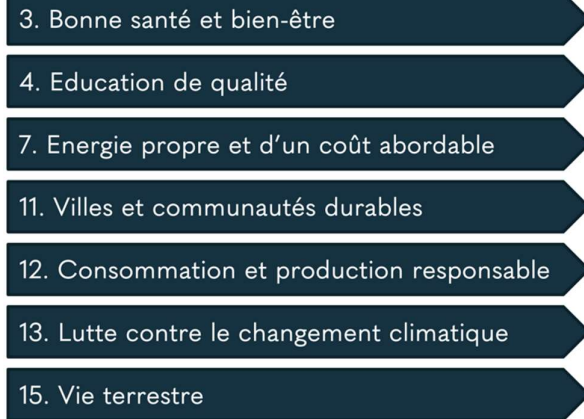 3. Bonne santé et bien-être
4. Education de qualité
7. Energie propre et d’un coût abordable
11. Villes et communautés durables
12. Consommation et production responsable
13. Lutte contre le changement climatique
15. Vie terrestre